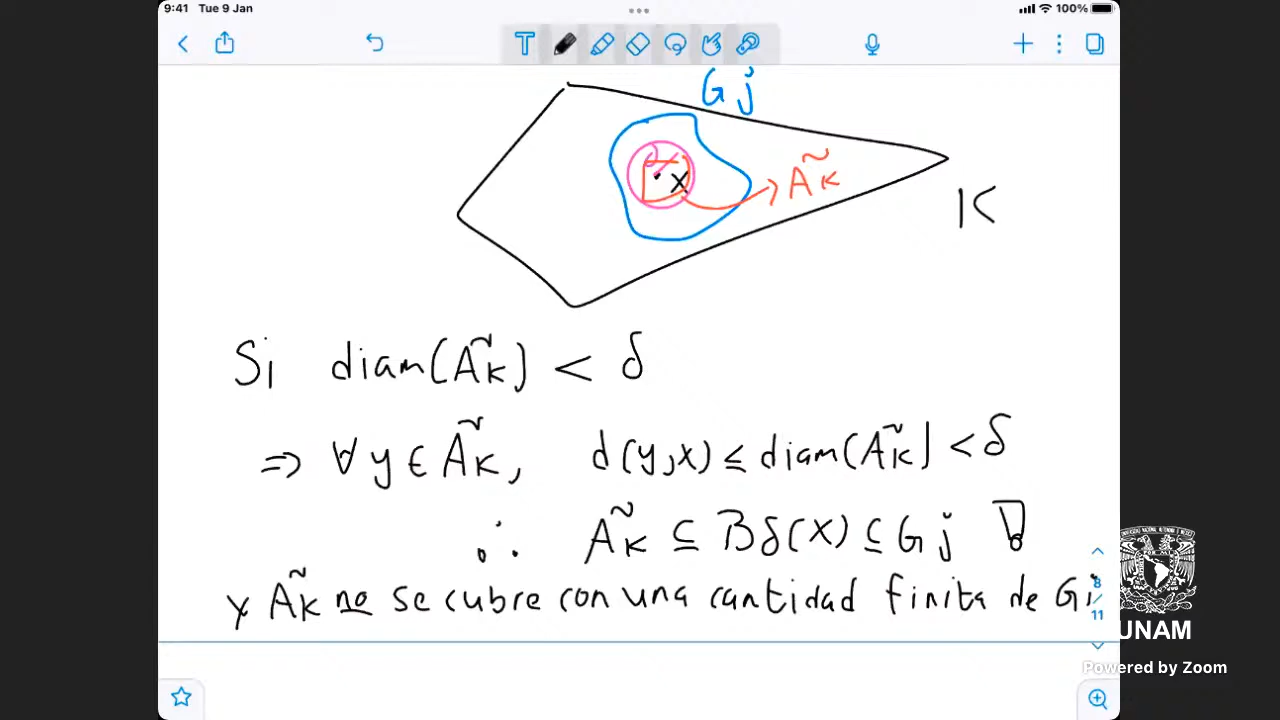 9:41 Tue 9 Jan
100%
T
Gj
δ
x
Ãk
K
Si diam(Ãk) < δ
⇒ ∀ y ∈ Ãk, d(y,x) ≤ diam(Ãk) < δ
∴ Ãk ⊆ Bδ(x) ⊆ Gj !
y Ãk no se cubre con una cantidad finita de Gi
8/11
UNAM
Powered by Zoom